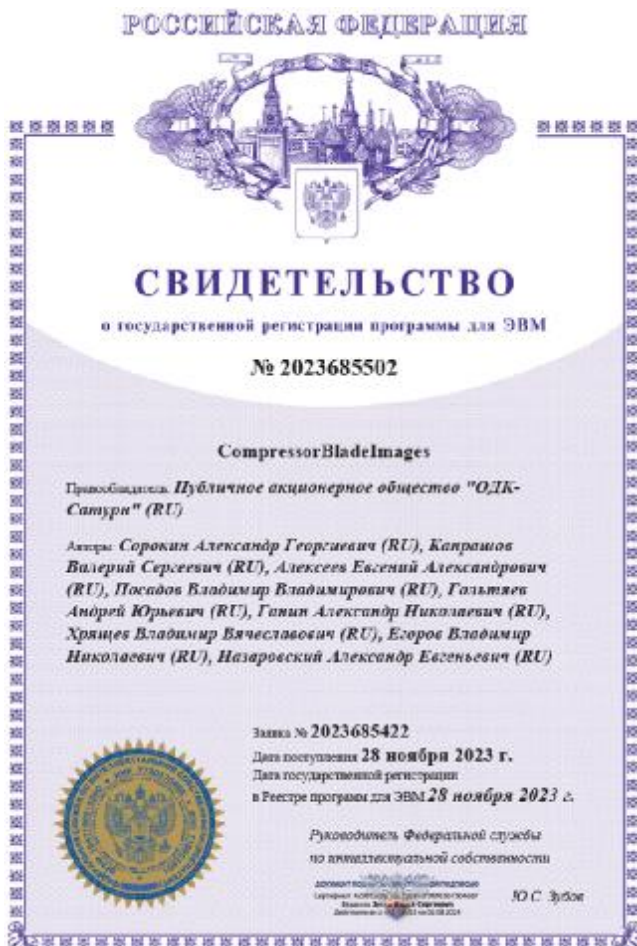 РОССИЙСКАЯ ФЕДЕРАЦИЯ
СВИДЕТЕЛЬСТВО
о государственной регистрации программы для ЭВМ
№ 2023685502
CompressorBladeImages
Правообладатель: Публичное акционерное общество "ОДК-
Сатурн" (RU)
Авторы: Сорокин Александр Георгиевич (RU), Капрашов
Валерий Сергеевич (RU), Алексеев Евгений Александрович
(RU), Посадов Владимир Владимирович (RU), Гольтяев
Андрей Юрьевич (RU), Ганин Александр Николаевич (RU),
Хрящев Владимир Вячеславович (RU), Егоров Владимир
Николаевич (RU), Назаровский Александр Евгеньевич (RU)
Заявка № 2023685422
Дата поступления 28 ноября 2023 г.
Дата государственной регистрации
в Реестре программ для ЭВМ 28 ноября 2023 г.
Руководитель Федеральной службы
по интеллектуальной собственности
Ю.С. Зубов